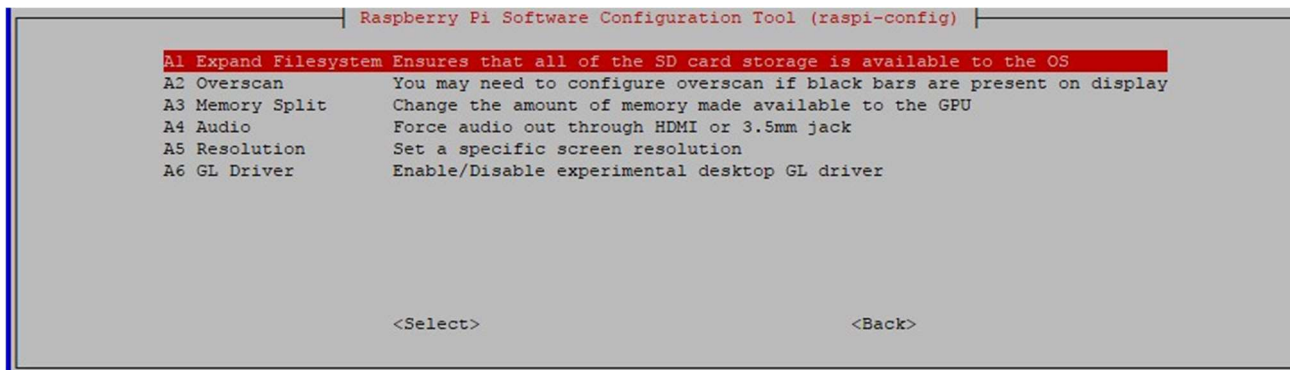 Raspberry Pi Software Configuration Tool (raspi-config)
A1 Expand Filesystem Ensures that all of the SD card storage is available to the OS
A2 Overscan You may need to configure overscan if black bars are present on display
A3 Memory Split Change the amount of memory made available to the GPU
A4 Audio Force audio out through HDMI or 3.5mm jack
A5 Resolution Set a specific screen resolution
A6 GL Driver Enable/Disable experimental desktop GL driver
<Select> <Back>